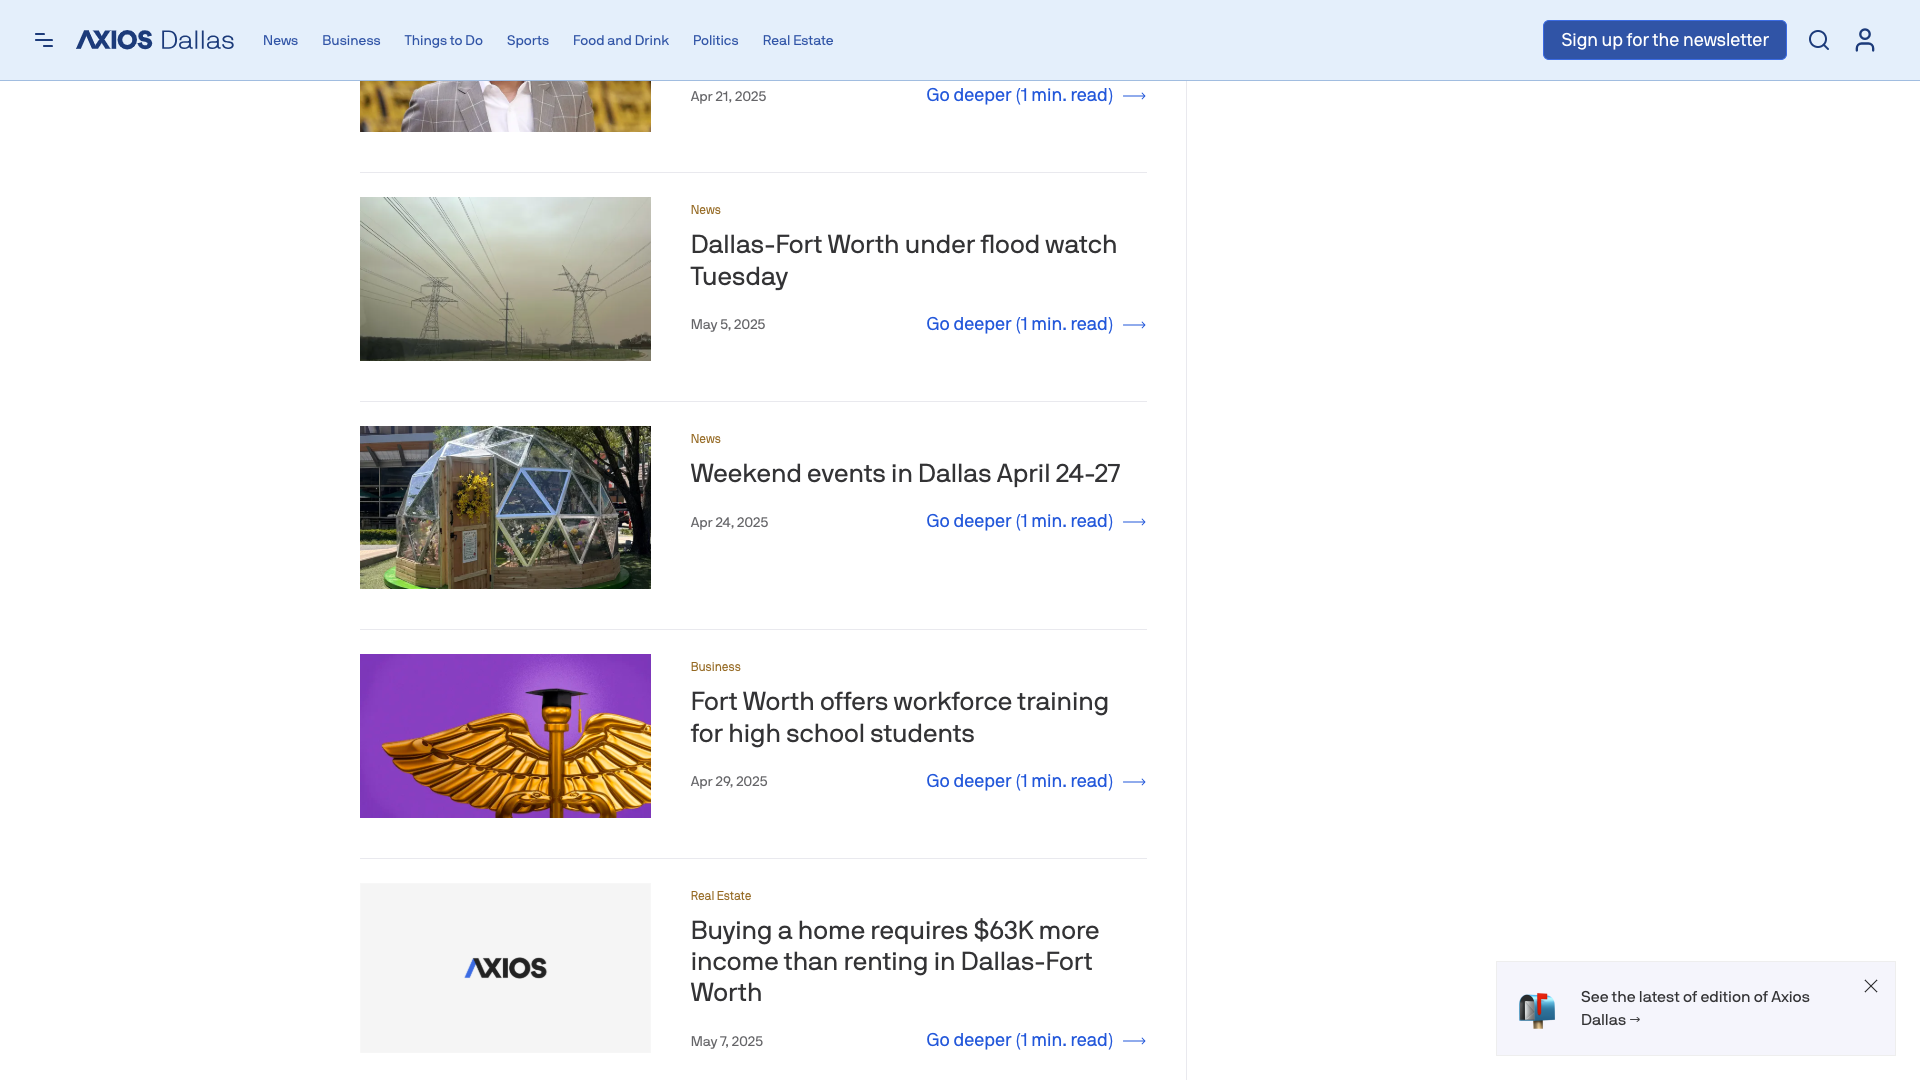 AXIOS Dallas News Business Things to Do Sports Food and Drink Politics Real Estate Sign up for the newsletter
Apr 21, 2025 Go deeper (1 min. read)
News
Dallas-Fort Worth under flood watch
Tuesday
May 5, 2025 Go deeper (1 min. read)
News
Weekend events in Dallas April 24-27
Apr 24, 2025 Go deeper (1 min. read)
Business
Fort Worth offers workforce training
for high school students
Apr 29, 2025 Go deeper (1 min. read)
AXIOS
Real Estate
Buying a home requires $63K more
income than renting in Dallas-Fort
Worth
May 7, 2025 Go deeper (1 min. read)
See the latest of edition of Axios
Dallas →